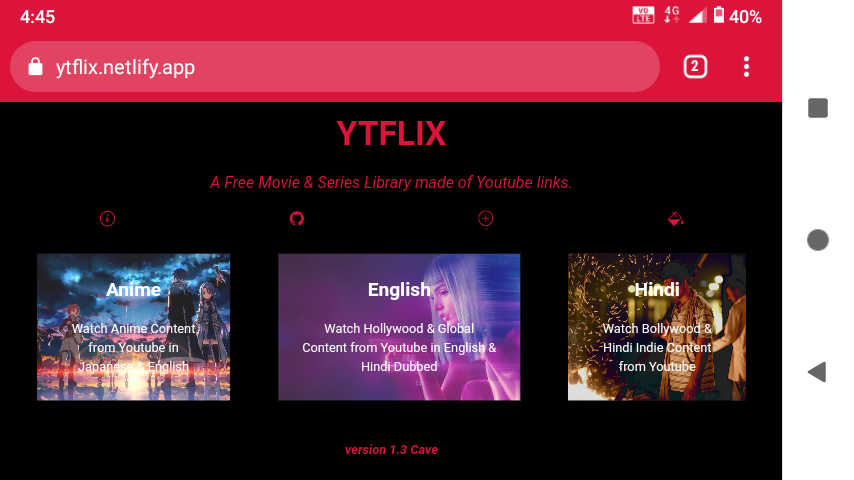 4:45
VO
LTE
4G
40%
ytflix.netlify.app
2
YTFLIX
A Free Movie & Series Library made of Youtube links.
Anime
Watch Anime Content
from Youtube in
Japanese & English
English
Watch Hollywood & Global
Content from Youtube in English &
Hindi Dubbed
Hindi
Watch Bollywood &
Hindi Indie Content
from Youtube
version 1.3 Cave